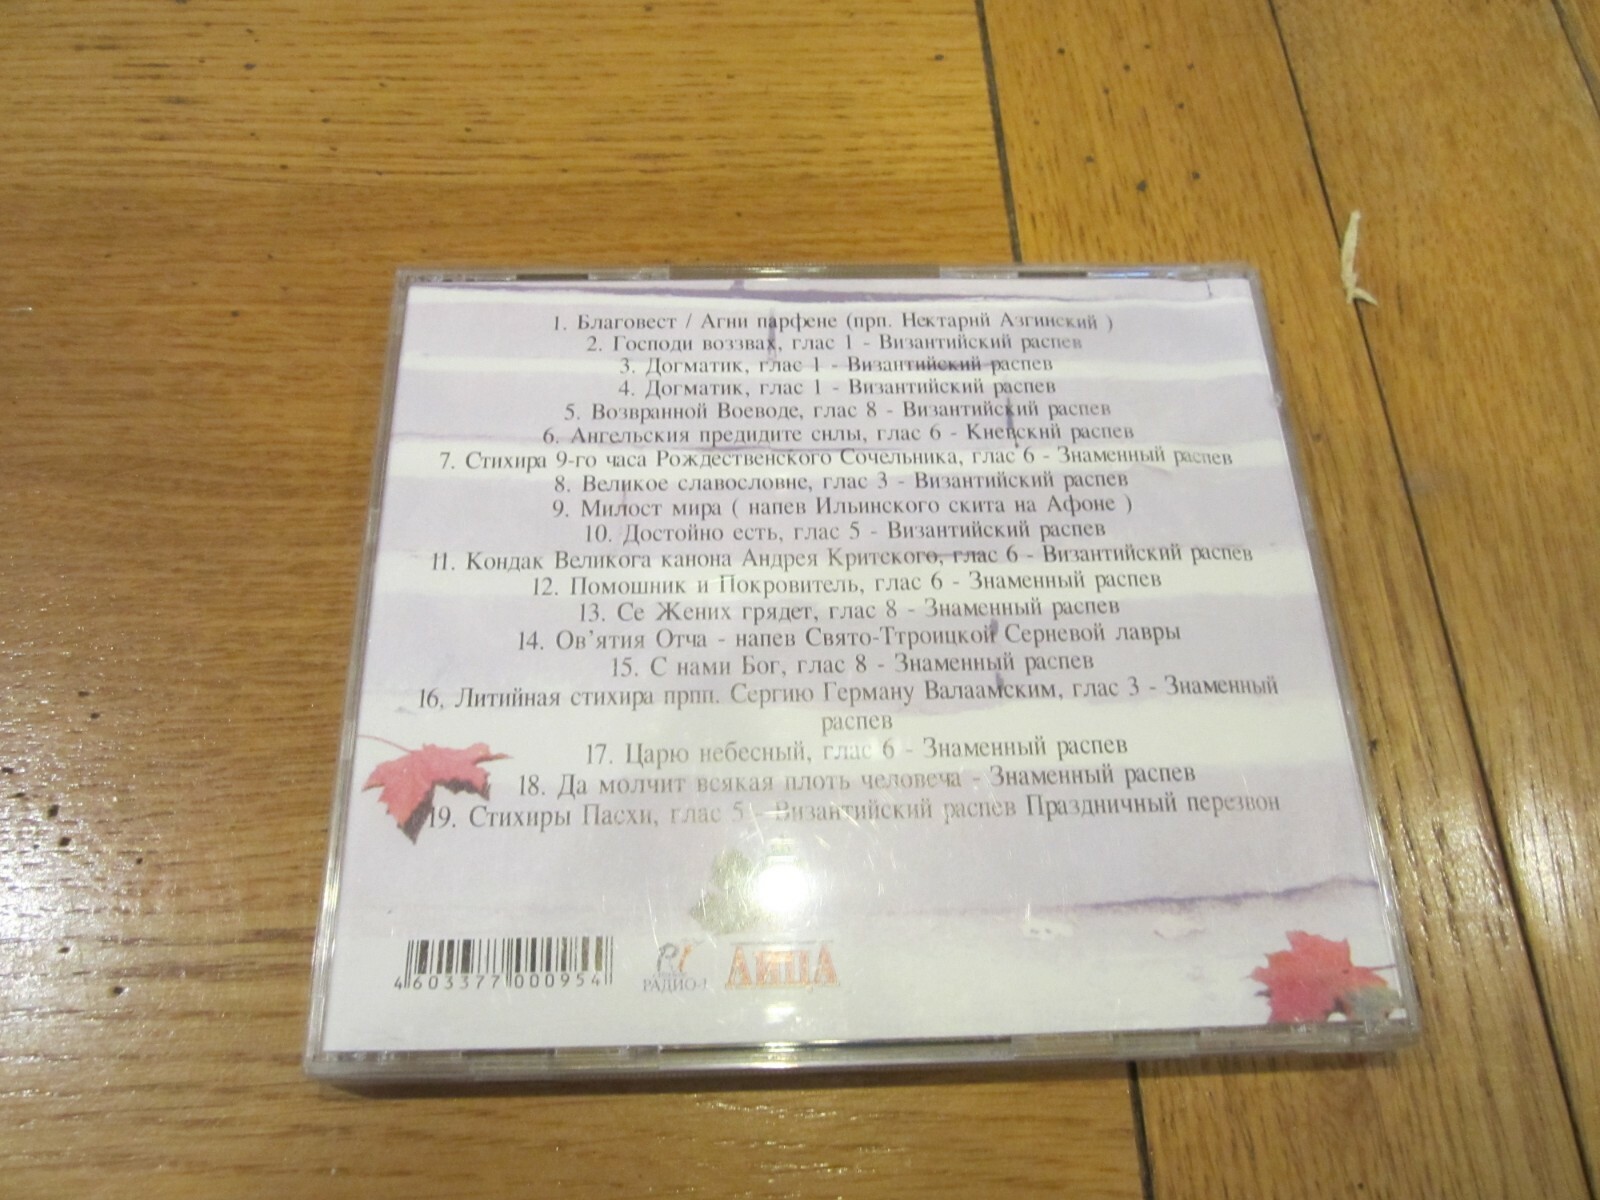 1. Благовест / Агни парфене (прп. Нектарий Азгинский )
2. Господи воззвах, глас 1 - Византийский распев
3. Догматик, глас 1 - Византийский распев
4. Догматик, глас 1 - Византийский распев
5. Возвранной Воеводе, глас 8 - Византийский распев
6. Ангельския предидите силы, глас 6 - Киевский распев
7. Стихира 9-го часа Рождественского Сочельника, глас 6 - Знаменный распев
8. Великое славословне, глас 3 - Византийский распев
9. Милост мира ( напев Ильинского скита на Афоне )
10. Достойно есть, глас 5 - Византийский распев
11. Кондак Великога канона Андрея Критского, глас 6 - Византийский распев
12. Помошник и Покровитель, глас 6 - Знаменный распев
13. Се Жених грядет, глас 8 - Знаменный распев
14. Ов'ятия Отча - напев Свято-Ттроицкой Серневой лавры
15. С нами Бог, глас 8 - Знаменный распев
16, Литийная стихира прпп. Сергию Герману Валаамским, глас 3 - Знаменный
распев
17. Царю небесный, глас 6 - Знаменный распев
18. Да молчит всякая плоть человеча - Знаменный распев
19. Стихиры Пасхи, глас 5 - Византийский распев Праздничный перезвон
4 603377 000954
РАДИО-1
ЛИЦА